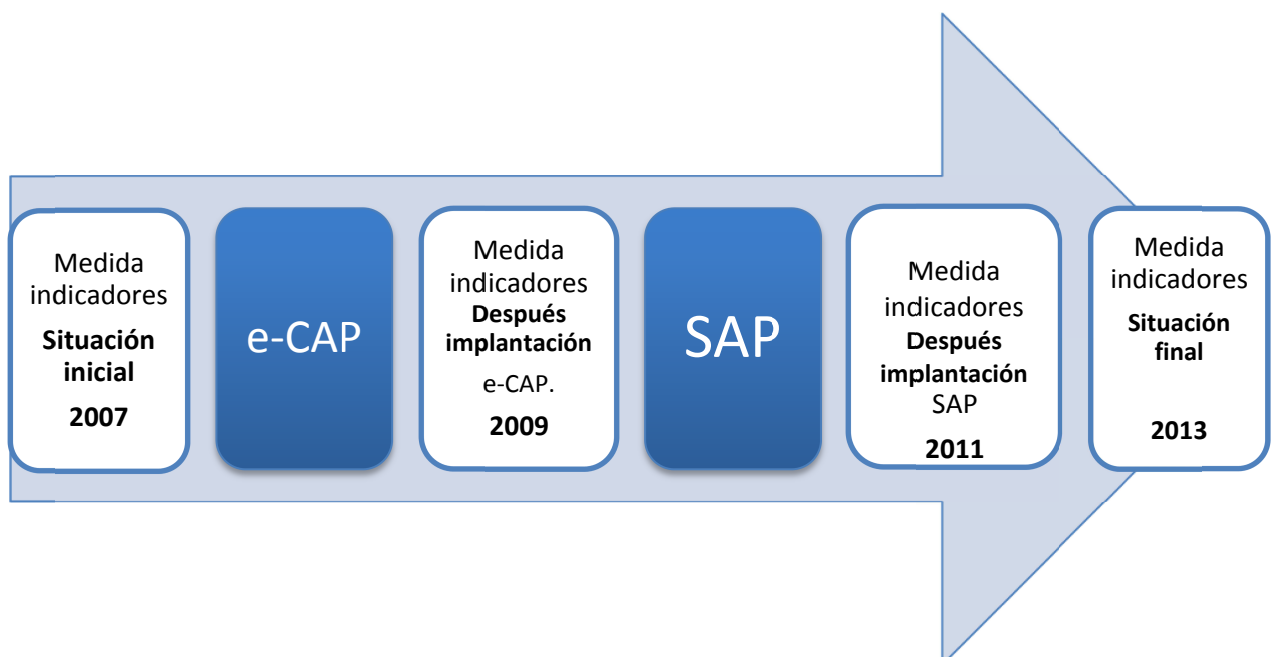 Medida
indicadores
Situación
inicial
2007
e-CAP
Medida
indicadores
Después
implantación
e-CAP.
2009
SAP
Medida
indicadores
Después
implantación
SAP
2011
Medida
indicadores
Situación
final
2013